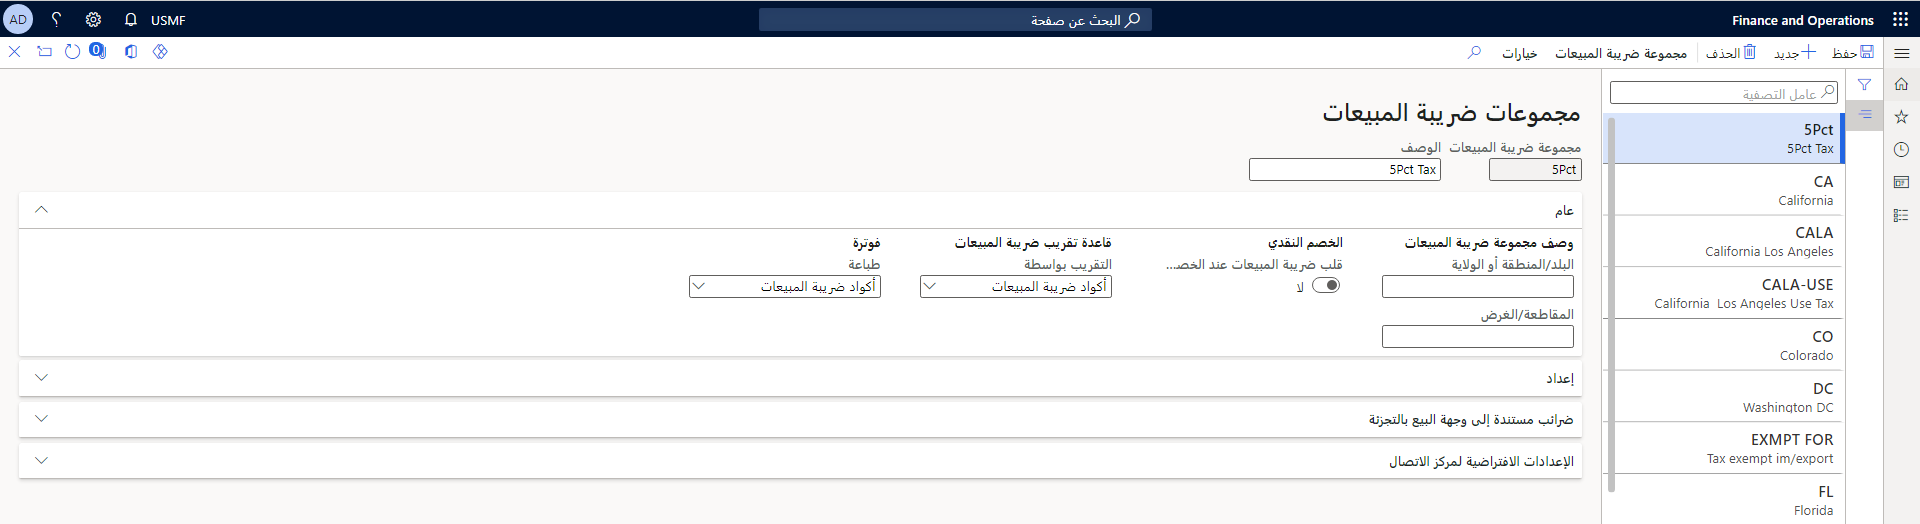 Finance and Operations
البحث عن صفحة
USMF
AD
حفظ
جديد
الحذف
مجموعة ضريبة المبيعات
خيارات
0
عامل التصفية
5Pct
5Pct Tax
CA
California
CALA
California Los Angeles
CALA-USE
California Los Angeles Use Tax
CO
Colorado
DC
Washington DC
EXMPT FOR
Tax exempt im/export
FL
Florida
مجموعات ضريبة المبيعات
مجموعة ضريبة المبيعات
الوصف
5Pct
5Pct Tax
عام
وصف مجموعة ضريبة المبيعات
البلد/المنطقة أو الولاية
المقاطعة/الغرض
الخصم النقدي
قلب ضريبة المبيعات عند الخصـ...
لا
قاعدة تقريب ضريبة المبيعات
التقريب بواسطة
أكواد ضريبة المبيعات
فوترة
طباعة
أكواد ضريبة المبيعات
إعداد
ضرائب مستندة إلى وجهة البيع بالتجزئة
الإعدادات الافتراضية لمركز الاتصال